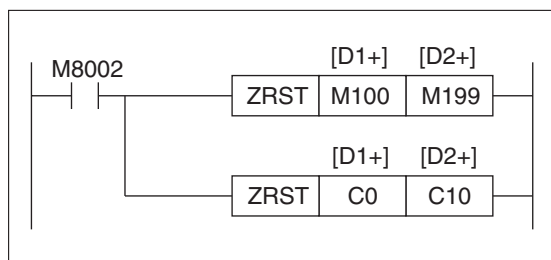 [D1+] [D2+]
M8002
ZRST M100 M199
[D1+] [D2+]
ZRST C0 C10